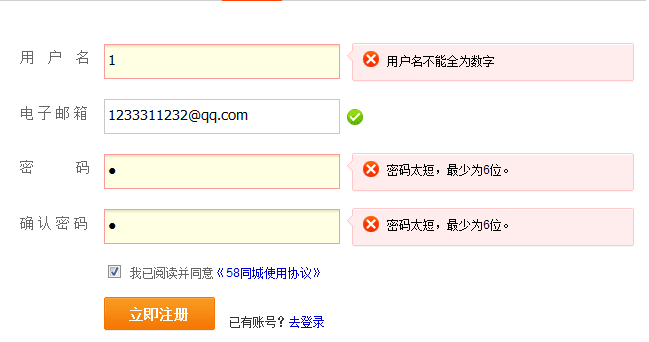 用 户 名 1 用户名不能全为数字
电子邮箱 1233311232@qq.com
密 码 ● 密码太短，最少为6位。
确认密码 ● 密码太短，最少为6位。
我已阅读并同意《58同城使用协议》
立即注册 已有账号？去登录